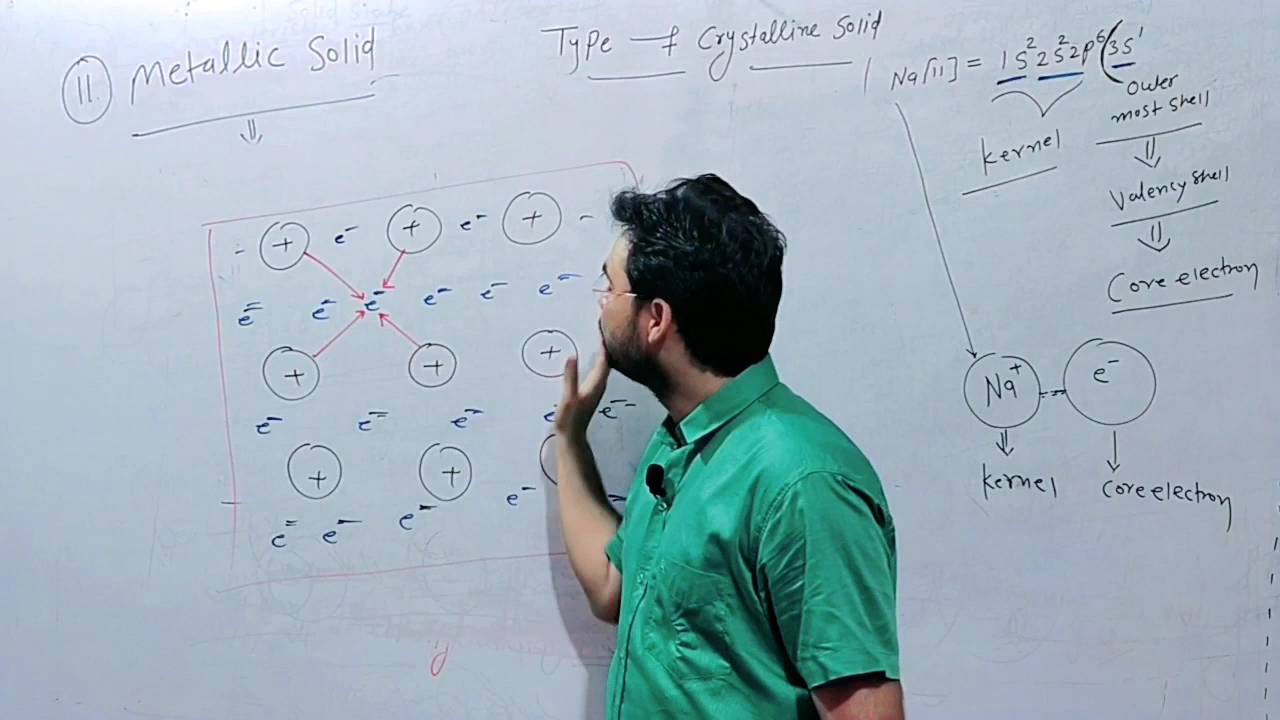 11. Metallic Solid
Type of Crystalline Solid
Na[11] = 1s² 2s² 2p⁶ (3s¹
kernel
Outer
most shell
⇓
Valency shell
⇓
Core electron
⇓
+ e⁻ + e⁻ + -
e⁻ e⁻ e⁻ e⁻ e⁻ e⁻
+ + +
e⁻ e⁻ e⁻ e⁻
+ +
e⁻ e⁻ e⁻ e⁻
Na⁺ e⁻
kernel
Core electron